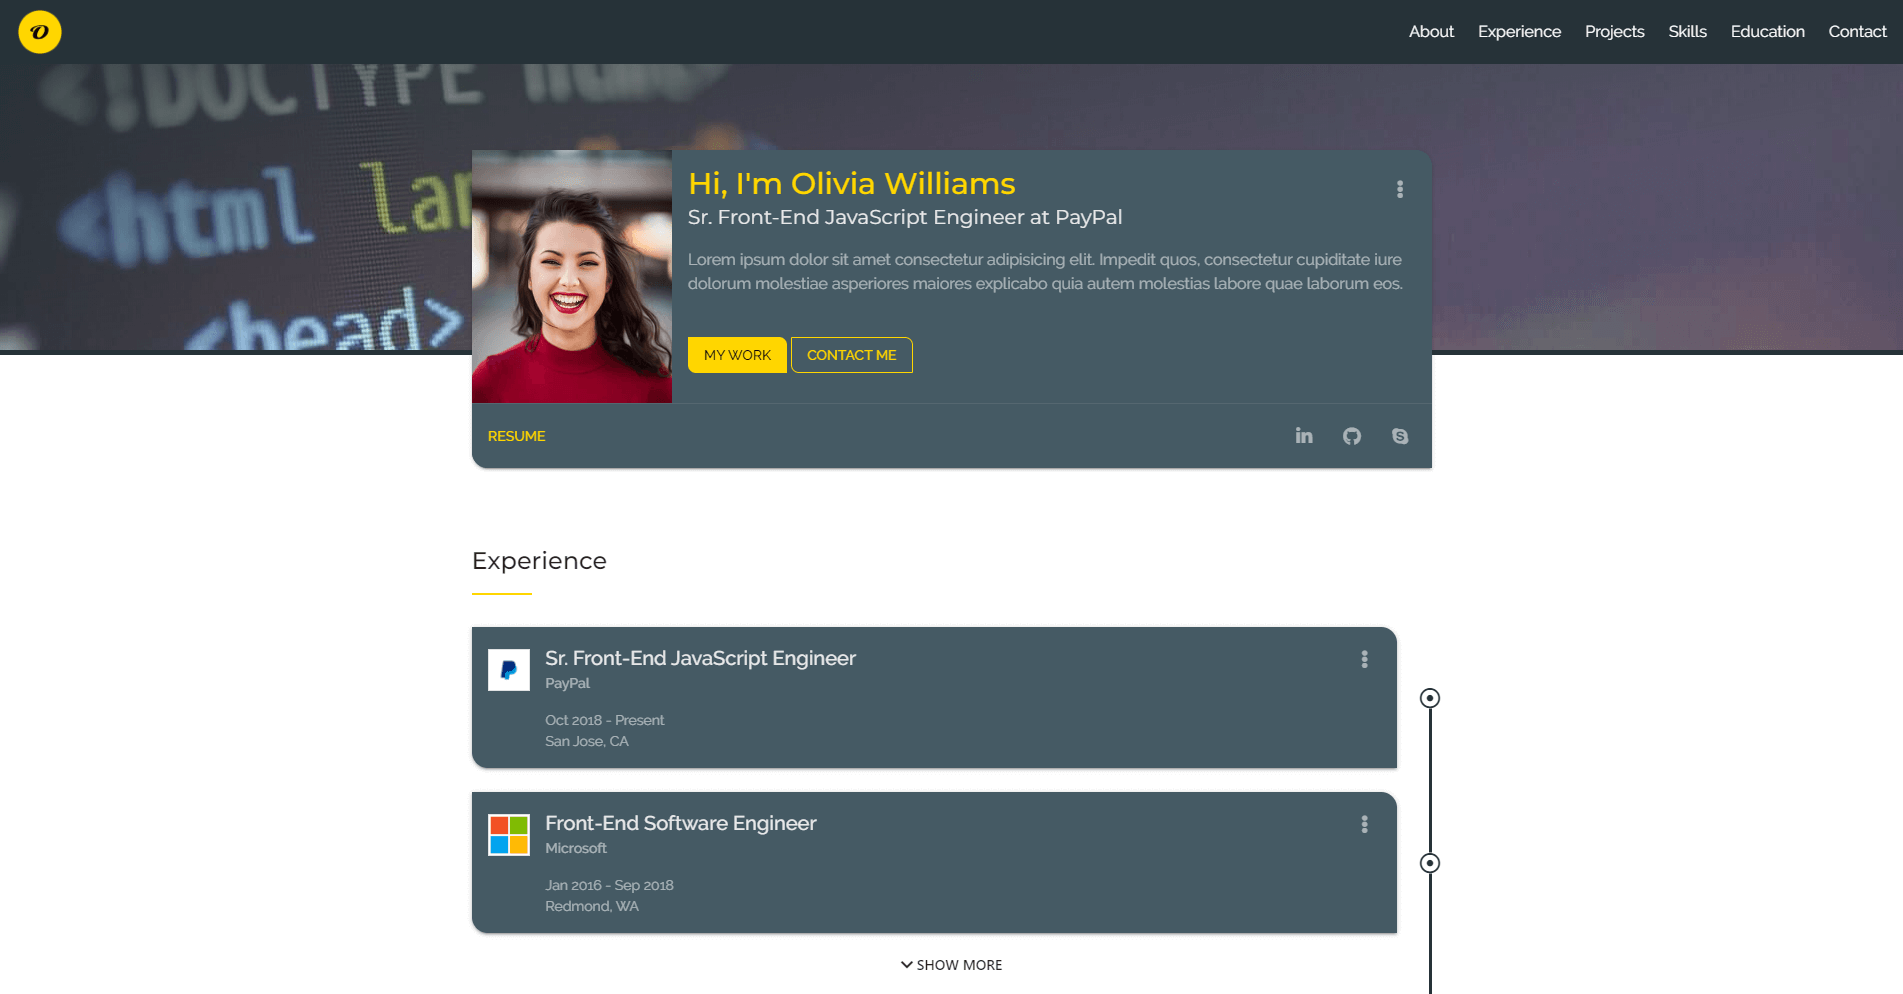 o
About Experience Projects Skills Education Contact
<!DOCTYPE html>
<html lan
<head>
Hi, I'm Olivia Williams
Sr. Front-End JavaScript Engineer at PayPal
Lorem ipsum dolor sit amet consectetur adipisicing elit. Impedit quos, consectetur cupiditate iure
dolorum molestiae asperiores maiores explicabo quia autem molestias labore quae laborum eos.
MY WORK CONTACT ME
RESUME
in
Experience
Sr. Front-End JavaScript Engineer
PayPal
Oct 2018 - Present
San Jose, CA
Front-End Software Engineer
Microsoft
Jan 2016 - Sep 2018
Redmond, WA
SHOW MORE